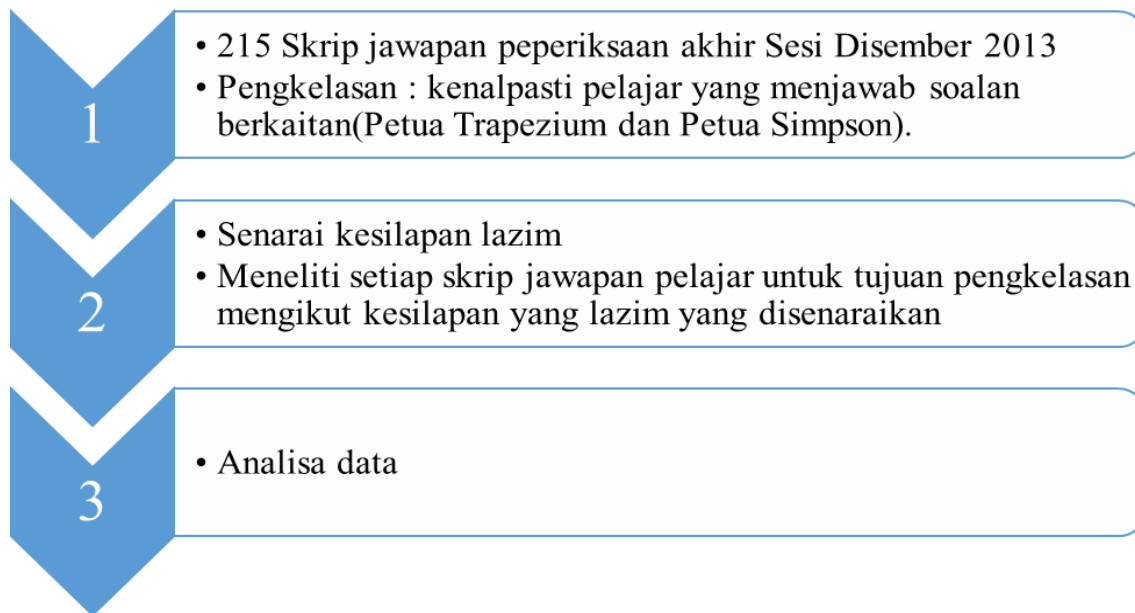 1
• 215 Skrip jawapan peperiksaan akhir Sesi Disember 2013
• Pengkelasan : kenalpasti pelajar yang menjawab soalan
berkaitan(Petua Trapezium dan Petua Simpson).
2
• Senarai kesilapan lazim
• Meneliti setiap skrip jawapan pelajar untuk tujuan pengkelasan
mengikut kesilapan yang lazim yang disenaraikan
3
• Analisa data